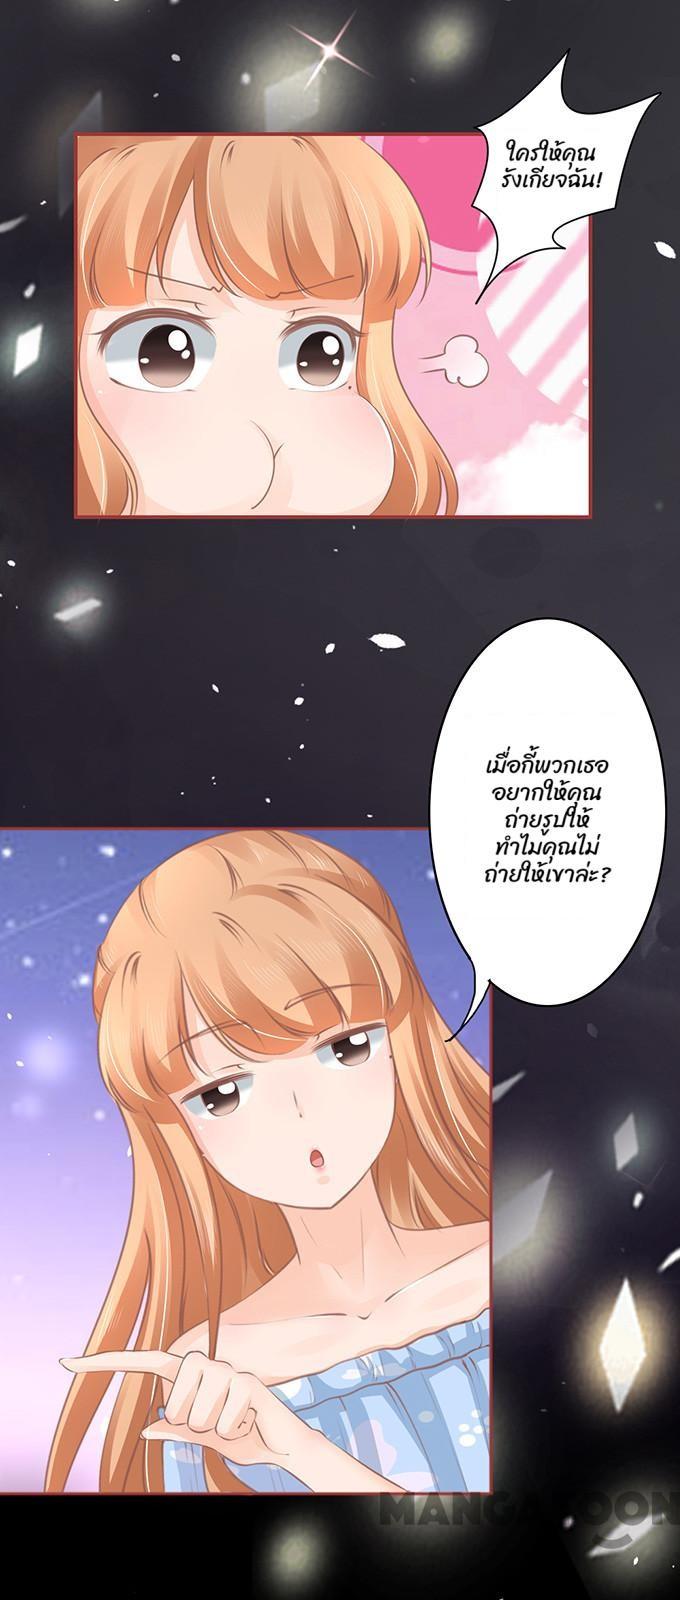 ใครให้คุณ
รังเกียจฉัน!
เมื่อกี้พวกเธอ
อยากให้คุณ
ถ่ายรูปให้
ทำไมคุณไม่
ถ่ายให้เขาล่ะ?
MANGATOON